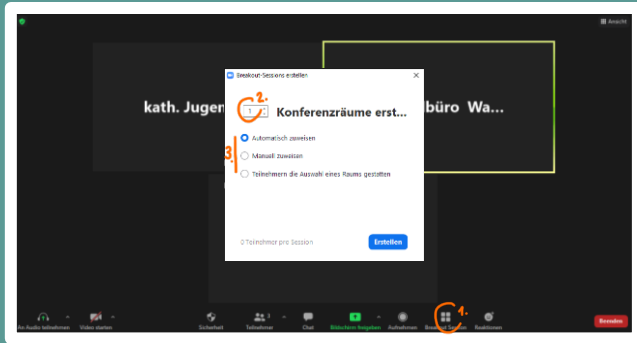 Ansicht
Breakout-Sessions erstellen
2.
1 Konferenzräume erst...
kath. Jugen
büro Wa...
3.
Automatisch zuweisen
Manuell zuweisen
Teilnehmern die Auswahl eines Raums gestatten
0 Teilnehmer pro Session
Erstellen
1.
An Audio teilnehmen
Video starten
Sicherheit
Teilnehmer
3
Chat
Bildschirm freigeben
Aufnehmen
Breakout Session
Reaktionen
Beenden